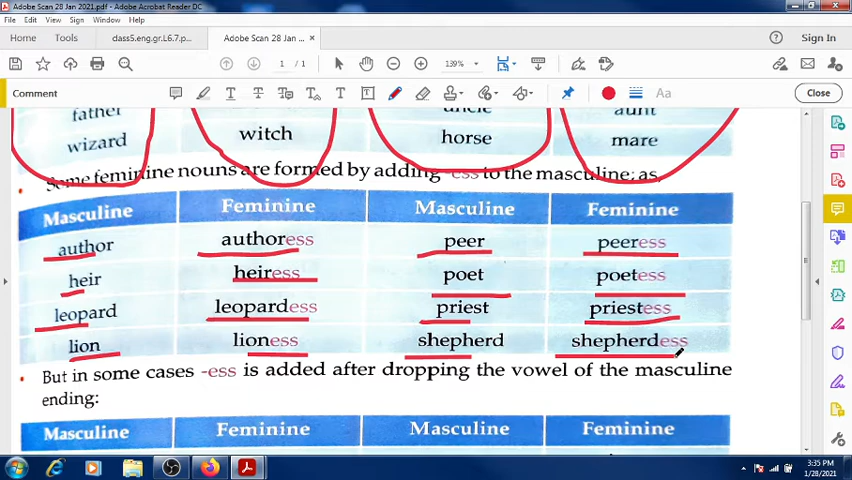 Adobe Scan 28 Jan 2021.pdf - Adobe Acrobat Reader DC
File Edit View Sign Window Help
Home Tools class5.eng.gr.L6.7.p... Adobe Scan 28 Jan ... × Sign In
1 / 1 139%
Comment Aa Close
father uncle aunt
wizard witch horse mare
Some feminine nouns are formed by adding -ess to the masculine; as,
Masculine Feminine Masculine Feminine
author authoress peer peeress
heir heiress poet poetess
leopard leopardess priest priestess
lion lioness shepherd shepherdess
But in some cases -ess is added after dropping the vowel of the masculine
ending:
Masculine Feminine Masculine Feminine
3:35 PM
1/28/2021